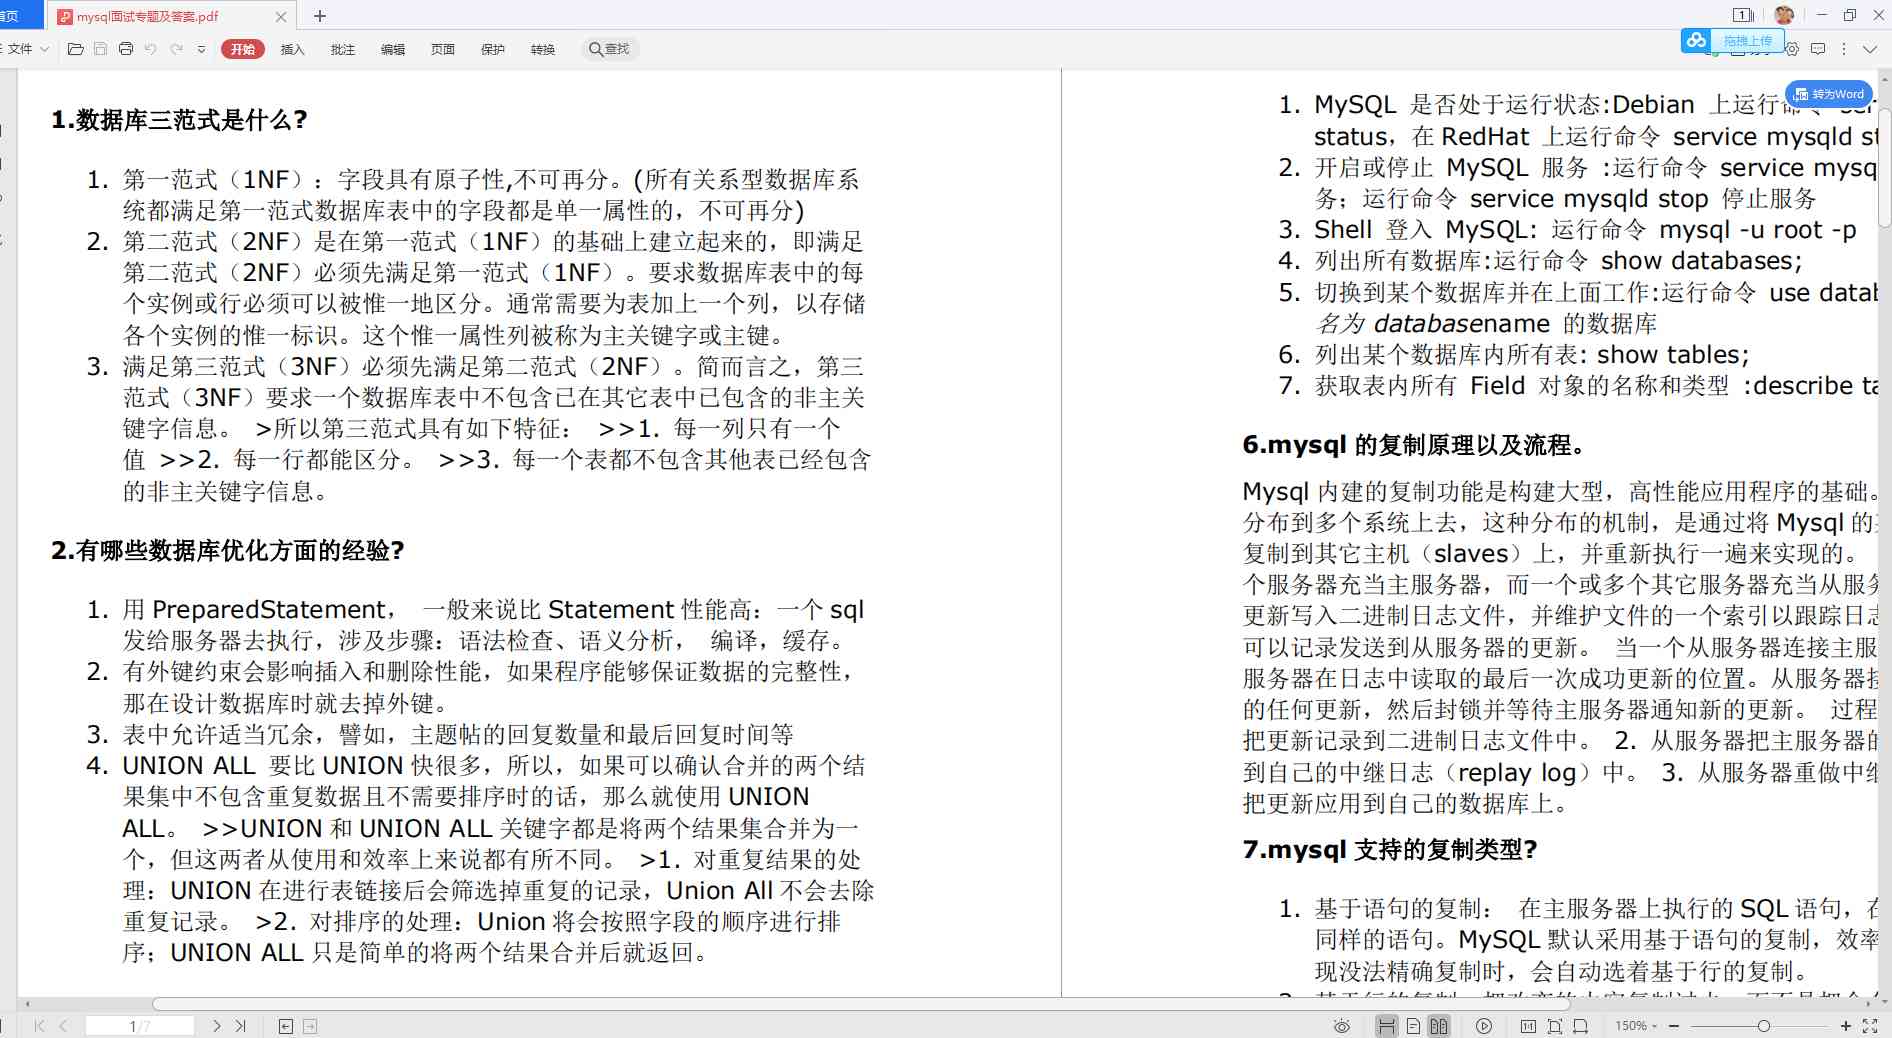 首页
mysql面试专题及答案.pdf
文件
开始
插入
批注
编辑
页面
保护
转换
查找
拖拽上传
转为Word
1.数据库三范式是什么?
1. 第一范式（1NF）：字段具有原子性,不可再分。(所有关系型数据库系
统都满足第一范式数据库表中的字段都是单一属性的，不可再分)
2. 第二范式（2NF）是在第一范式（1NF）的基础上建立起来的，即满足
第二范式（2NF）必须先满足第一范式（1NF）。要求数据库表中的每
个实例或行必须可以被惟一地区分。通常需要为表加上一个列，以存储
各个实例的惟一标识。这个惟一属性列被称为主关键字或主键。
3. 满足第三范式（3NF）必须先满足第二范式（2NF）。简而言之，第三
范式（3NF）要求一个数据库表中不包含已在其它表中已包含的非主关
键字信息。 >所以第三范式具有如下特征： >>1. 每一列只有一个
值 >>2. 每一行都能区分。 >>3. 每一个表都不包含其他表已经包含
的非主关键字信息。
2.有哪些数据库优化方面的经验?
1. 用 PreparedStatement， 一般来说比 Statement 性能高：一个 sql
发给服务器去执行，涉及步骤：语法检查、语义分析， 编译，缓存。
2. 有外键约束会影响插入和删除性能，如果程序能够保证数据的完整性，
那在设计数据库时就去掉外键。
3. 表中允许适当冗余，譬如，主题帖的回复数量和最后回复时间等
4. UNION ALL 要比 UNION 快很多，所以，如果可以确认合并的两个结
果集中不包含重复数据且不需要排序时的话，那么就使用 UNION
ALL。 >>UNION 和 UNION ALL 关键字都是将两个结果集合并为一
个，但这两者从使用和效率上来说都有所不同。 >1. 对重复结果的处
理：UNION 在进行表链接后会筛选掉重复的记录，Union All 不会去除
重复记录。 >2. 对排序的处理：Union 将会按照字段的顺序进行排
序；UNION ALL 只是简单的将两个结果合并后就返回。
1. MySQL 是否处于运行状态:Debian 上运行命令
status，在 RedHat 上运行命令 service mysqld
2. 开启或停止 MySQL 服务 :运行命令 service
务；运行命令 service mysqld stop 停止服务
3. Shell 登入 MySQL: 运行命令 mysql -u root -p
4. 列出所有数据库:运行命令 show databases;
5. 切换到某个数据库并在上面工作:运行命令 use
名为 databasename 的数据库
6. 列出某个数据库内所有表: show tables;
7. 获取表内所有 Field 对象的名称和类型 :describe
6.mysql 的复制原理以及流程。
Mysql 内建的复制功能是构建大型，高性能应用程序的基础。
分布到多个系统上去，这种分布的机制，是通过将 Mysql 的
复制到其它主机（slaves）上，并重新执行一遍来实现的。
个服务器充当主服务器，而一个或多个其它服务器充当从服务
更新写入二进制日志文件，并维护文件的一个索引以跟踪日志
可以记录发送到从服务器的更新。 当一个从服务器连接主服
服务器在日志中读取的最后一次成功更新的位置。从服务器接
的任何更新，然后封锁并等待主服务器通知新的更新。 过程
把更新记录到二进制日志文件中。 2. 从服务器把主服务器的
到自己的中继日志（replay log）中。 3. 从服务器重做中继
把更新应用到自己的数据库上。
7.mysql 支持的复制类型?
1. 基于语句的复制： 在主服务器上执行的 SQL 语句，在
同样的语句。MySQL 默认采用基于语句的复制，效率
现没法精确复制时，会自动选着基于行的复制。
1/7
150%